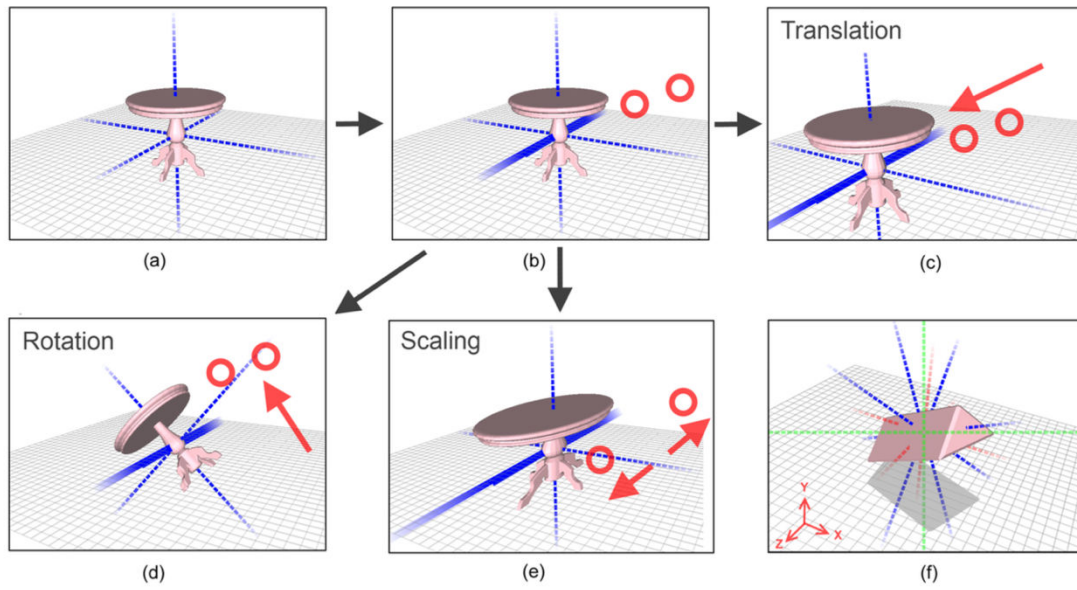 Translation
(a)
(b)
(c)
Rotation
Scaling
Y
Z
X
(d)
(e)
(f)